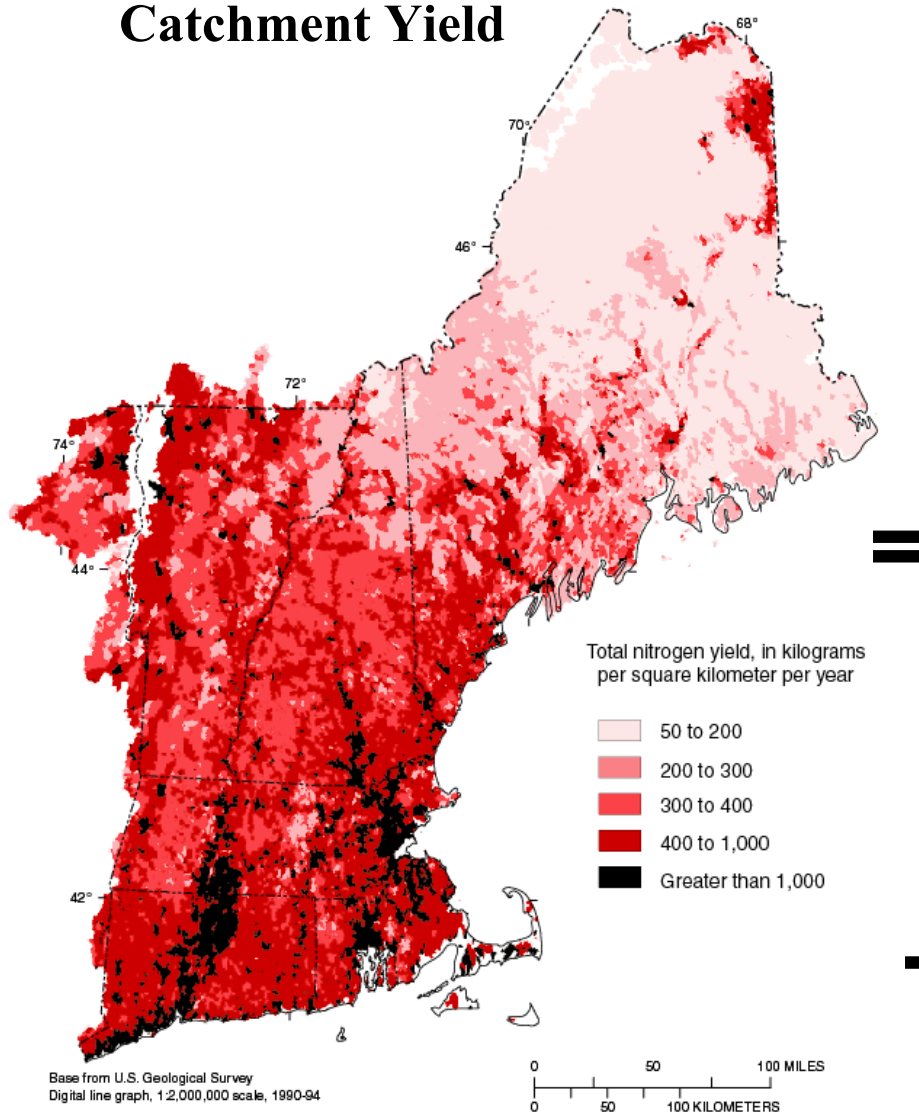 Catchment Yield
68°
70°
46°
72°
74°
44°
42°
Total nitrogen yield, in kilograms
per square kilometer per year
50 to 200
200 to 300
300 to 400
400 to 1,000
Greater than 1,000
Base from U.S. Geological Survey
Digital line graph, 1:2,000,000 scale, 1990-94
0 50 100 MILES
0 50 100 KILOMETERS